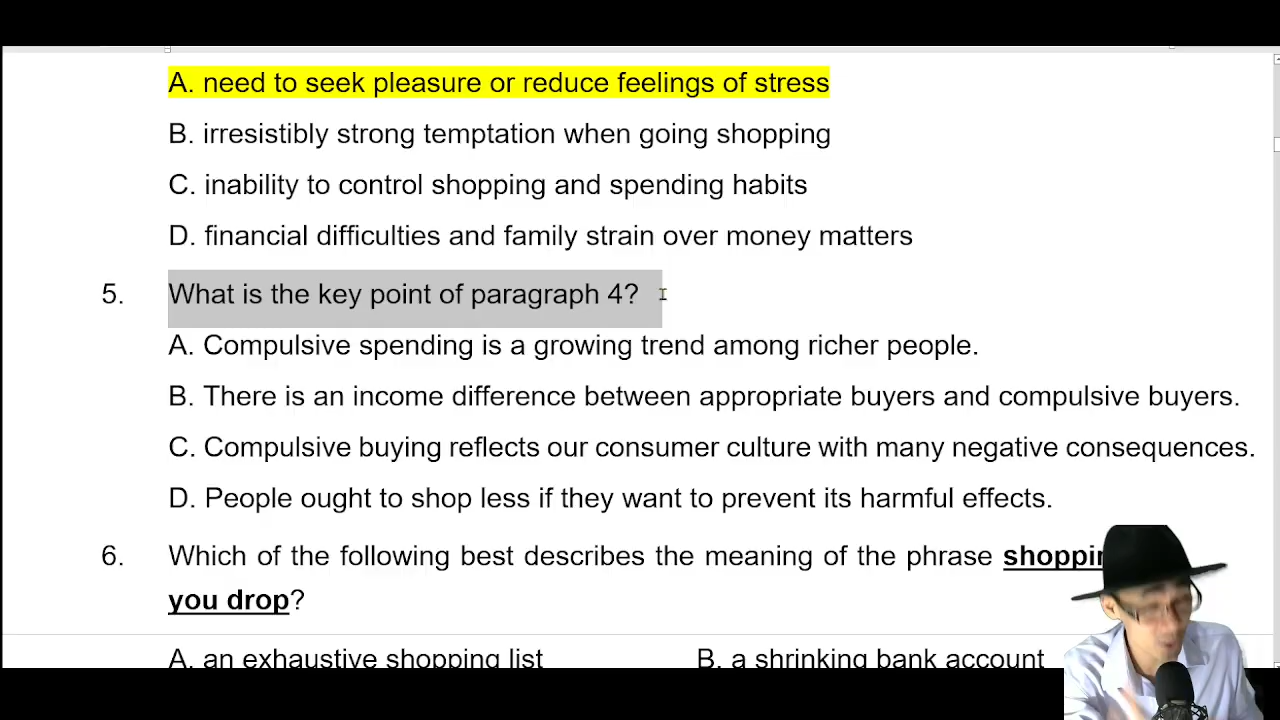 A. need to seek pleasure or reduce feelings of stress
B. irresistibly strong temptation when going shopping
C. inability to control shopping and spending habits
D. financial difficulties and family strain over money matters
5. What is the key point of paragraph 4?
A. Compulsive spending is a growing trend among richer people.
B. There is an income difference between appropriate buyers and compulsive buyers.
C. Compulsive buying reflects our consumer culture with many negative consequences.
D. People ought to shop less if they want to prevent its harmful effects.
6. Which of the following best describes the meaning of the phrase
you drop?
A. an exhaustive shopping list B. a shrinking bank account